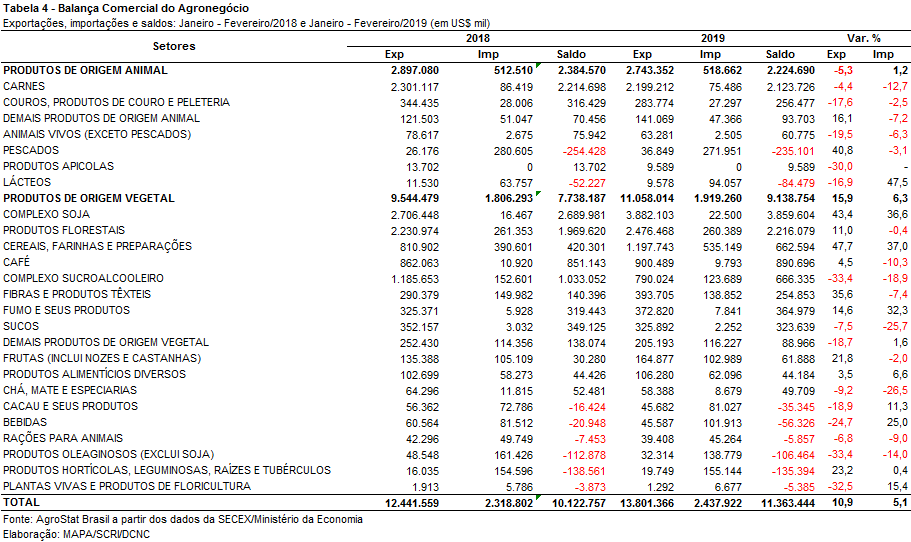 Tabela 4 - Balança Comercial do Agronegócio
Exportações, importações e saldos: Janeiro - Fevereiro/2018 e Janeiro - Fevereiro/2019 (em US$ mil)
Setores 2018 2019 Var. %
Exp Imp Saldo Exp Imp Saldo Exp Imp
PRODUTOS DE ORIGEM ANIMAL 2.897.080 512.510 2.384.570 2.743.352 518.662 2.224.690 -5,3 1,2
CARNES 2.301.117 86.419 2.214.698 2.199.212 75.486 2.123.726 -4,4 -12,7
COUROS, PRODUTOS DE COURO E PELETERIA 344.435 28.006 316.429 283.774 27.297 256.477 -17,6 -2,5
DEMAIS PRODUTOS DE ORIGEM ANIMAL 121.503 51.047 70.456 141.069 47.366 93.703 16,1 -7,2
ANIMAIS VIVOS (EXCETO PESCADOS) 78.617 2.675 75.942 63.281 2.505 60.775 -19,5 -6,3
PESCADOS 26.176 280.605 -254.428 36.849 271.951 -235.101 40,8 -3,1
PRODUTOS APICOLAS 13.702 0 13.702 9.589 0 9.589 -30,0 -
LÁCTEOS 11.530 63.757 -52.227 9.578 94.057 -84.479 -16,9 47,5
PRODUTOS DE ORIGEM VEGETAL 9.544.479 1.806.293 7.738.187 11.058.014 1.919.260 9.138.754 15,9 6,3
COMPLEXO SOJA 2.706.448 16.467 2.689.981 3.882.103 22.500 3.859.604 43,4 36,6
PRODUTOS FLORESTAIS 2.230.974 261.353 1.969.620 2.476.468 260.389 2.216.079 11,0 -0,4
CEREAIS, FARINHAS E PREPARAÇÕES 810.902 390.601 420.301 1.197.743 535.149 662.594 47,7 37,0
CAFÉ 862.063 10.920 851.143 900.489 9.793 890.696 4,5 -10,3
COMPLEXO SUCROALCOOLEIRO 1.185.653 152.601 1.033.052 790.024 123.689 666.335 -33,4 -18,9
FIBRAS E PRODUTOS TÊXTEIS 290.379 149.982 140.396 393.705 138.852 254.853 35,6 -7,4
FUMO E SEUS PRODUTOS 325.371 5.928 319.443 372.820 7.841 364.979 14,6 32,3
SUCOS 352.157 3.032 349.125 325.892 2.252 323.639 -7,5 -25,7
DEMAIS PRODUTOS DE ORIGEM VEGETAL 252.430 114.356 138.074 205.193 116.227 88.966 -18,7 1,6
FRUTAS (INCLUI NOZES E CASTANHAS) 135.388 105.109 30.280 164.877 102.989 61.888 21,8 -2,0
PRODUTOS ALIMENTÍCIOS DIVERSOS 102.699 58.273 44.426 106.280 62.096 44.184 3,5 6,6
CHÁ, MATE E ESPECIARIAS 64.296 11.815 52.481 58.388 8.679 49.709 -9,2 -26,5
CACAU E SEUS PRODUTOS 56.362 72.786 -16.424 45.682 81.027 -35.345 -18,9 11,3
BEBIDAS 60.564 81.512 -20.948 45.587 101.913 -56.326 -24,7 25,0
RAÇÕES PARA ANIMAIS 42.296 49.749 -7.453 39.408 45.264 -5.857 -6,8 -9,0
PRODUTOS OLEAGINOSOS (EXCLUI SOJA) 48.548 161.426 -112.878 32.314 138.779 -106.464 -33,4 -14,0
PRODUTOS HORTÍCOLAS, LEGUMINOSAS, RAÍZES E TUBÉRCULOS 16.035 154.596 -138.561 19.749 155.144 -135.394 23,2 0,4
PLANTAS VIVAS E PRODUTOS DE FLORICULTURA 1.913 5.786 -3.873 1.292 6.677 -5.385 -32,5 15,4
TOTAL 12.441.559 2.318.802 10.122.757 13.801.366 2.437.922 11.363.444 10,9 5,1
Fonte: AgroStat Brasil a partir dos dados da SECEX/Ministério da Economia
Elaboração: MAPA/SCRI/DCNC